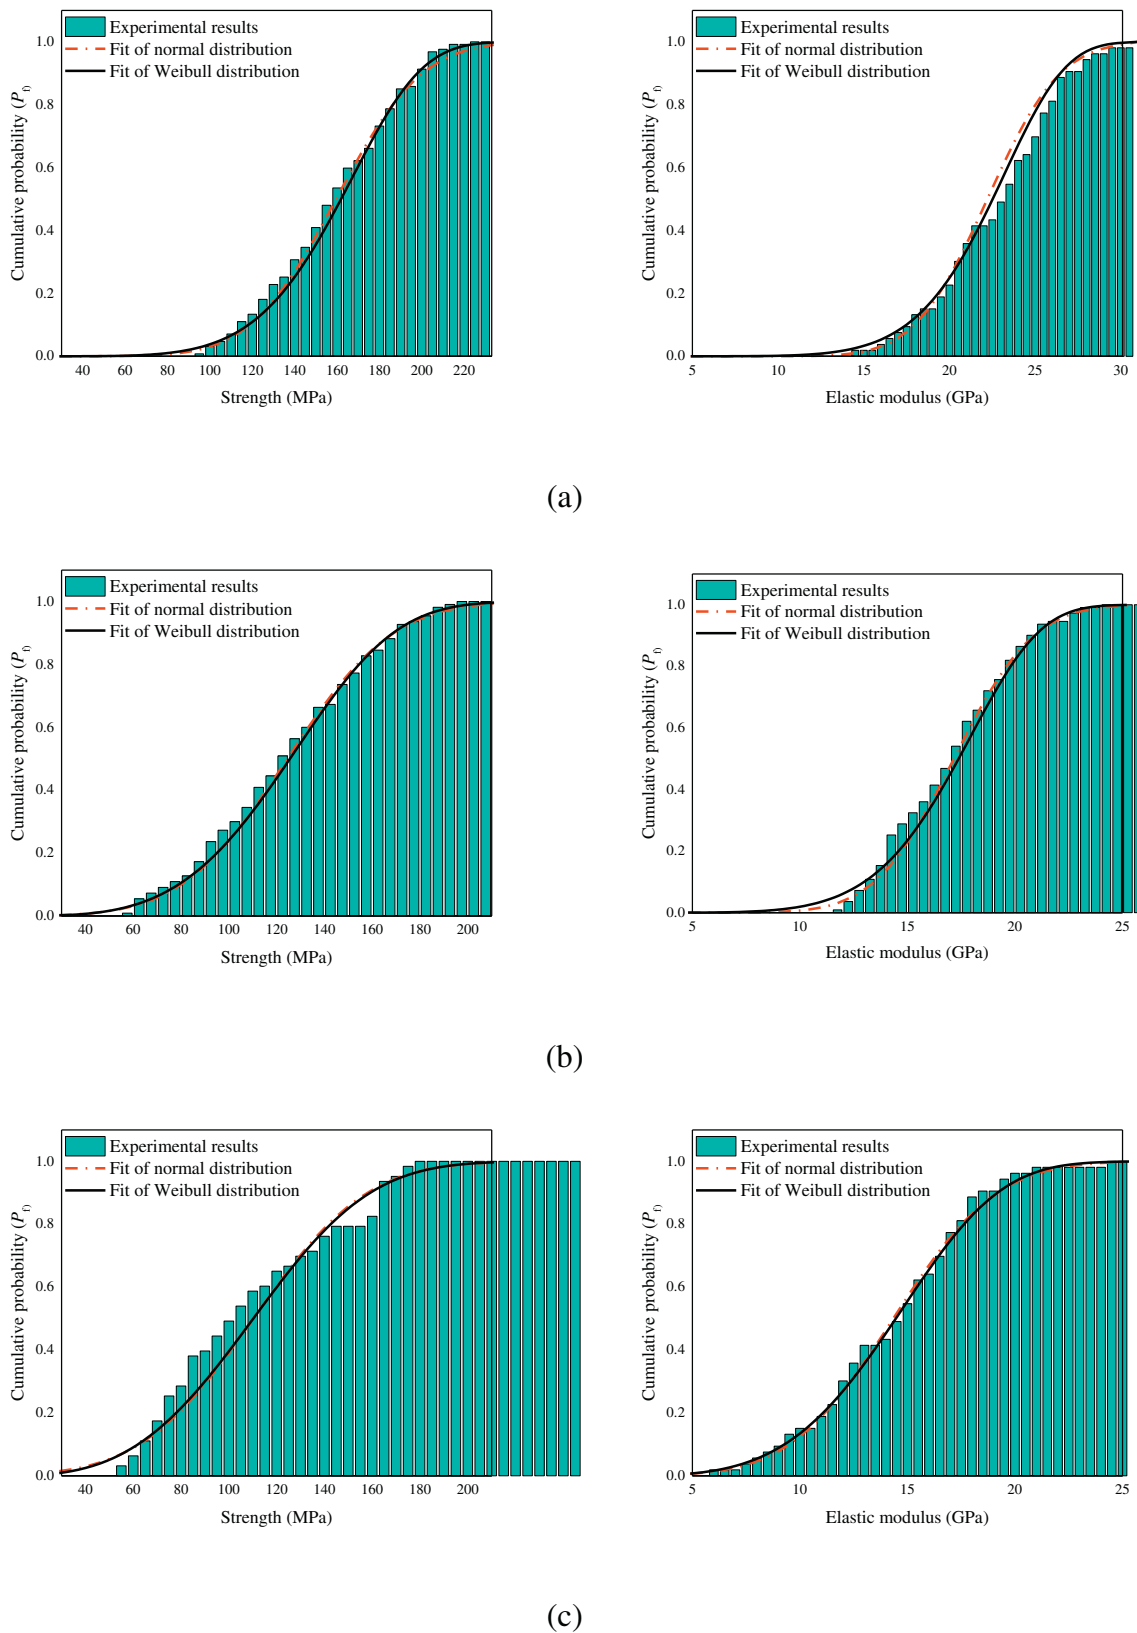 Experimental results
Fit of normal distribution
Fit of Weibull distribution
1.0
0.8
0.6
0.4
0.2
0.0
Cumulative probability (Pf)
40 60 80 100 120 140 160 180 200 220
Strength (MPa)
Experimental results
Fit of normal distribution
Fit of Weibull distribution
1.0
0.8
0.6
0.4
0.2
0.0
Cumulative probability (Pf)
5 10 15 20 25 30
Elastic modulus (GPa)
(a)
Experimental results
Fit of normal distribution
Fit of Weibull distribution
1.0
0.8
0.6
0.4
0.2
0.0
Cumulative probability (Pf)
40 60 80 100 120 140 160 180 200
Strength (MPa)
Experimental results
Fit of normal distribution
Fit of Weibull distribution
1.0
0.8
0.6
0.4
0.2
0.0
Cumulative probability (Pf)
5 10 15 20 25
Elastic modulus (GPa)
(b)
Experimental results
Fit of normal distribution
Fit of Weibull distribution
1.0
0.8
0.6
0.4
0.2
0.0
Cumulative probability (Pf)
40 60 80 100 120 140 160 180 200
Strength (MPa)
Experimental results
Fit of normal distribution
Fit of Weibull distribution
1.0
0.8
0.6
0.4
0.2
0.0
Cumulative probability (Pf)
5 10 15 20 25
Elastic modulus (GPa)
(c)